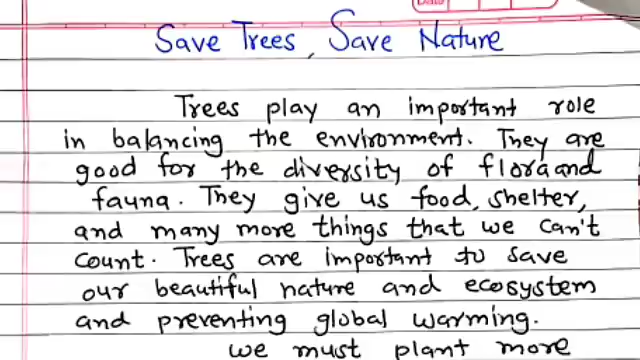 Date
Save Trees, Save Nature
Trees play an important role
in balancing the environment. They are
good for the diversity of flora and
fauna. They give us food, shelter,
and many more things that we can't
count. Trees are important to save
our beautiful nature and ecosystem
and preventing global warming.
We must plant more